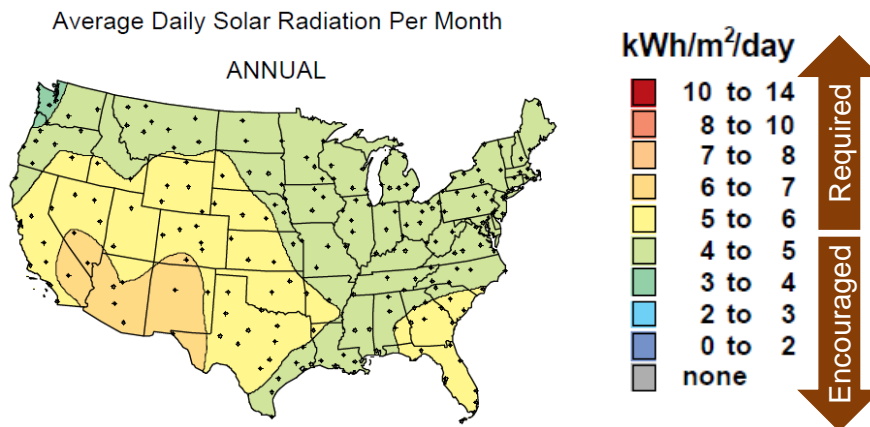 Average Daily Solar Radiation Per Month
ANNUAL
kWh/m²/day
10 to 14
8 to 10
7 to 8
6 to 7
5 to 6
4 to 5
3 to 4
2 to 3
0 to 2
none
Required
Encouraged